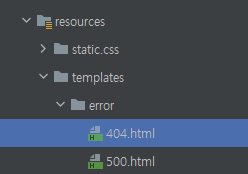 resources
static.css
templates
error
404.html
500.html